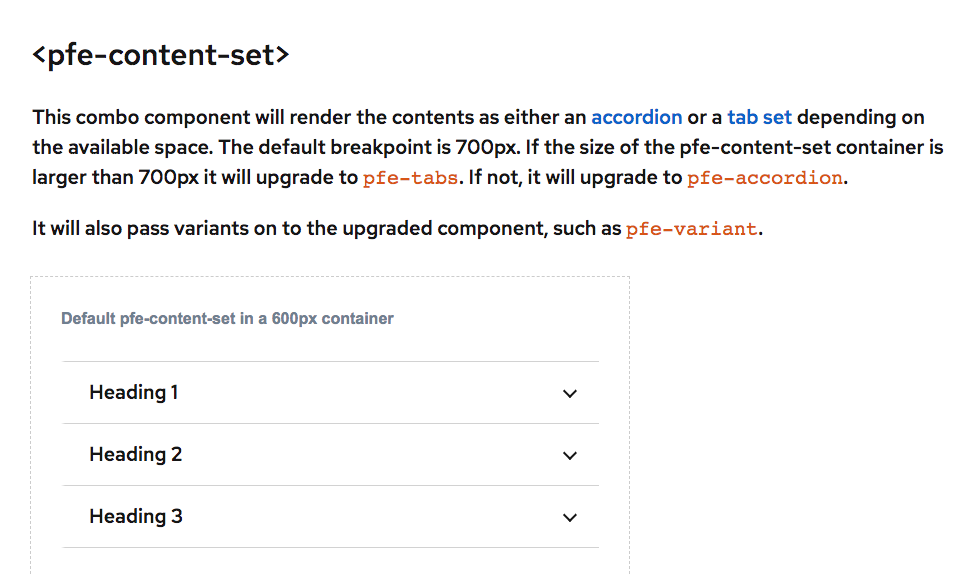 <pfe-content-set>
This combo component will render the contents as either an accordion or a tab set depending on
the available space. The default breakpoint is 700px. If the size of the pfe-content-set container is
larger than 700px it will upgrade to pfe-tabs. If not, it will upgrade to pfe-accordion.
It will also pass variants on to the upgraded component, such as pfe-variant.
Default pfe-content-set in a 600px container
Heading 1
Heading 2
Heading 3